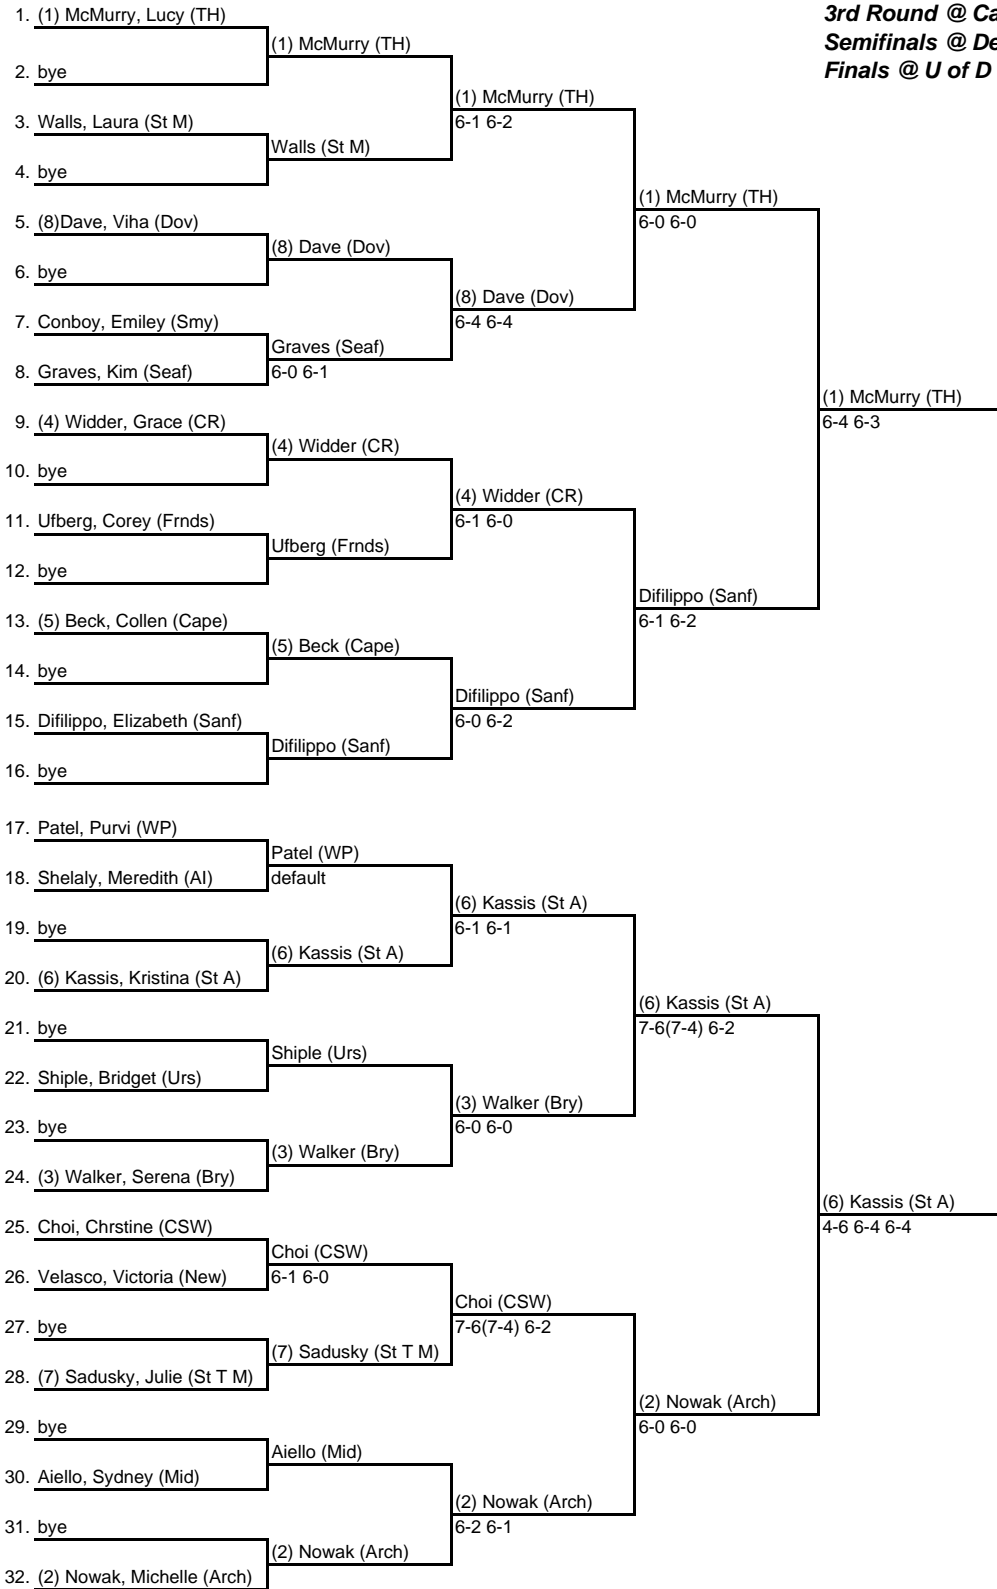 1. (1) McMurry, Lucy (TH)
2. bye
3. Walls, Laura (St M)
4. bye
5. (8)Dave, Viha (Dov)
6. bye
7. Conboy, Emiley (Smy)
8. Graves, Kim (Seaf)
9. (4) Widder, Grace (CR)
10. bye
11. Ufberg, Corey (Frnds)
12. bye
13. (5) Beck, Collen (Cape)
14. bye
15. Difilippo, Elizabeth (Sanf)
16. bye
17. Patel, Purvi (WP)
18. Shelaly, Meredith (AI)
19. bye
20. (6) Kassis, Kristina (St A)
21. bye
22. Shiple, Bridget (Urs)
23. bye
24. (3) Walker, Serena (Bry)
25. Choi, Chrstine (CSW)
26. Velasco, Victoria (New)
27. bye
28. (7) Sadusky, Julie (St T M)
29. bye
30. Aiello, Sydney (Mid)
31. bye
32. (2) Nowak, Michelle (Arch)
(1) McMurry (TH)
Walls (St M)
(8) Dave (Dov)
Graves (Seaf)
6-0 6-1
(4) Widder (CR)
Ufberg (Frnds)
(5) Beck (Cape)
Difilippo (Sanf)
Patel (WP)
default
(6) Kassis (St A)
Shiple (Urs)
(3) Walker (Bry)
Choi (CSW)
6-1 6-0
(7) Sadusky (St T M)
Aiello (Mid)
(2) Nowak (Arch)
(1) McMurry (TH)
6-1 6-2
(8) Dave (Dov)
6-4 6-4
(4) Widder (CR)
6-1 6-0
Difilippo (Sanf)
6-0 6-2
(6) Kassis (St A)
6-1 6-1
(3) Walker (Bry)
6-0 6-0
Choi (CSW)
7-6(7-4) 6-2
(2) Nowak (Arch)
6-2 6-1
(1) McMurry (TH)
6-0 6-0
Difilippo (Sanf)
6-1 6-2
(6) Kassis (St A)
7-6(7-4) 6-2
(2) Nowak (Arch)
6-0 6-0
3rd Round @ Ca
Semifinals @ De
Finals @ U of D
(1) McMurry (TH)
6-4 6-3
(6) Kassis (St A)
4-6 6-4 6-4